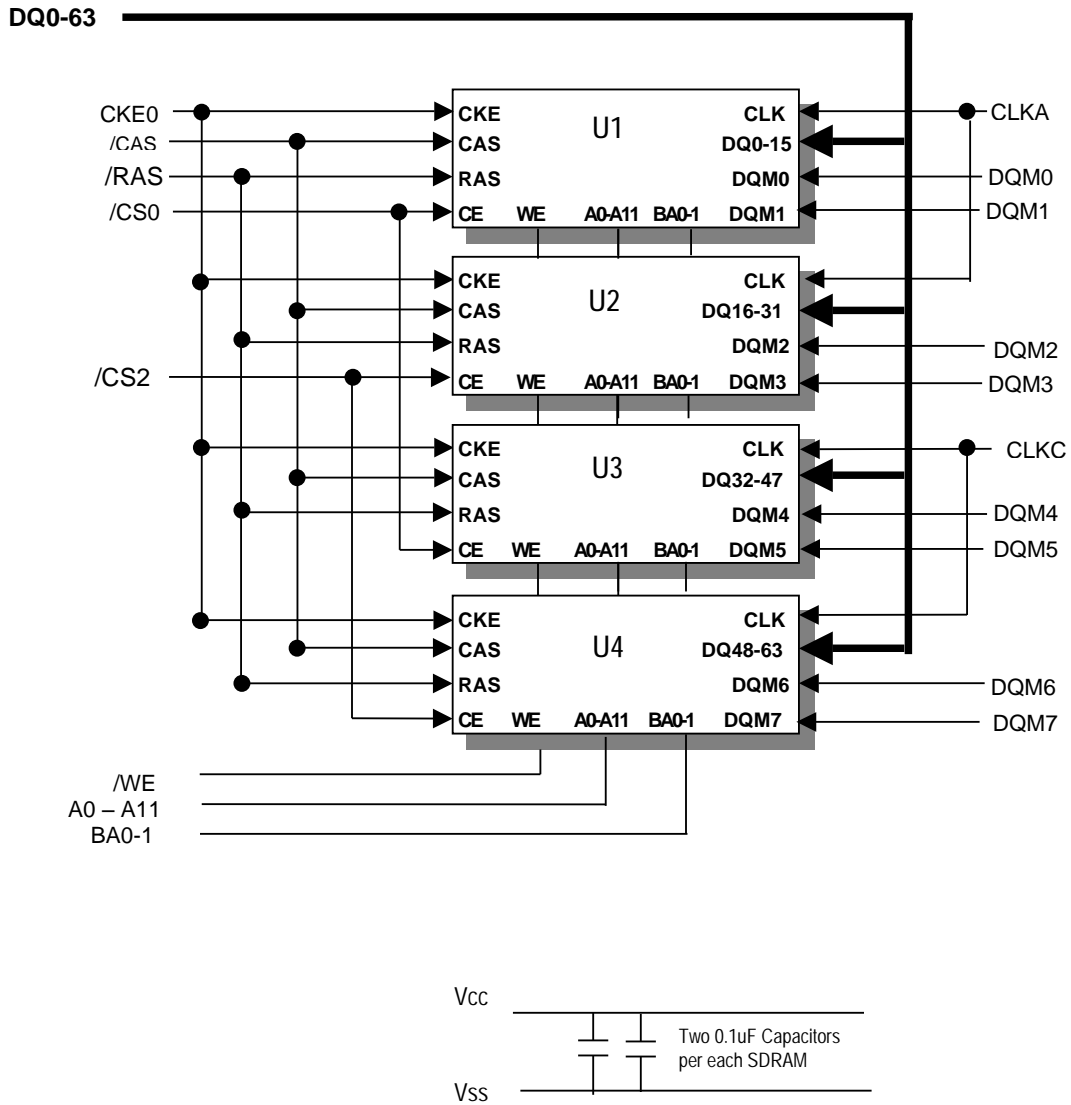 DQ0-63
CKE0
/CAS
/RAS
/CS0
CKE
CAS
RAS
CE WE A0-A11 BA0-1 DQM1
U1
CLK
DQ0-15
DQM0
CLKA
DQM0
DQM1
/CS2
CKE
CAS
RAS
CE WE A0-A11 BA0-1 DQM3
U2
CLK
DQ16-31
DQM2
DQM2
DQM3
CKE
CAS
RAS
CE WE A0-A11 BA0-1 DQM5
U3
CLK
DQ32-47
DQM4
CLKC
DQM4
DQM5
CKE
CAS
RAS
CE WE A0-A11 BA0-1 DQM7
U4
CLK
DQ48-63
DQM6
DQM6
DQM7
/WE
A0 – A11
BA0-1
Vcc
Two 0.1uF Capacitors
per each SDRAM
Vss